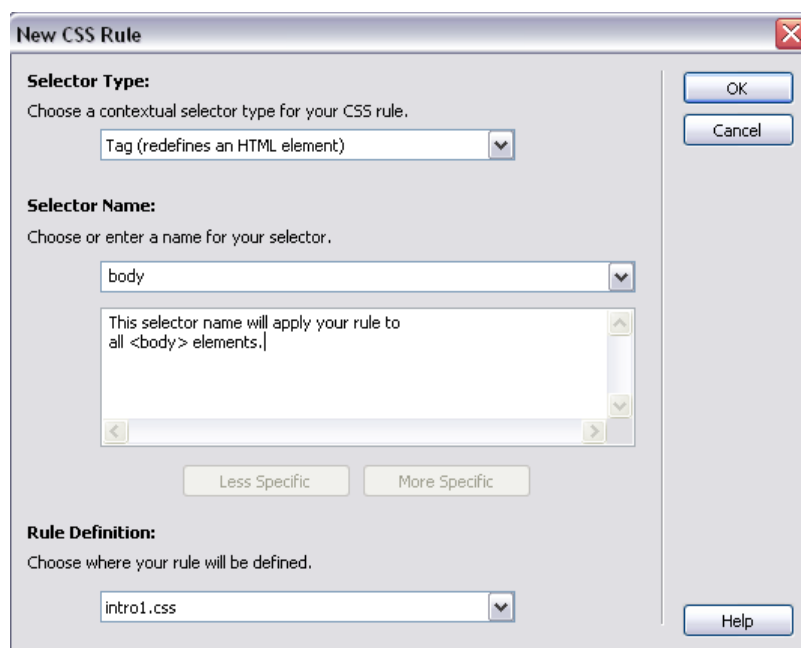 New CSS Rule
Selector Type:
Choose a contextual selector type for your CSS rule.
Tag (redefines an HTML element)
OK
Cancel
Selector Name:
Choose or enter a name for your selector.
body
This selector name will apply your rule to
all <body> elements.
Less Specific
More Specific
Rule Definition:
Choose where your rule will be defined.
intro1.css
Help